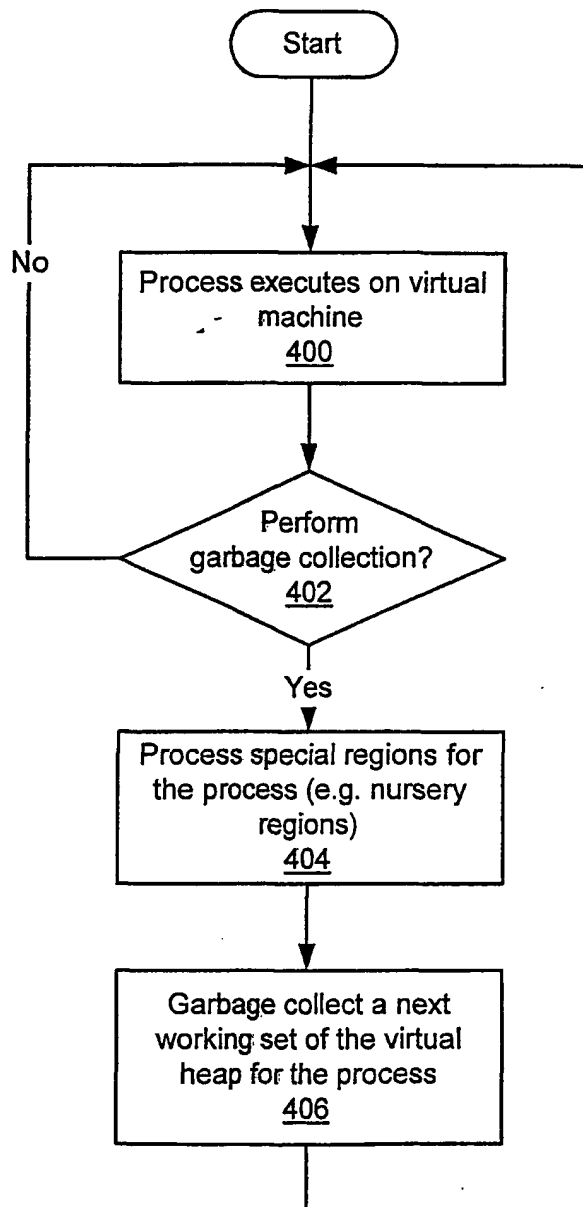 Start
No
Process executes on virtual
machine
400
Perform
garbage collection?
402
Yes
Process special regions for
the process (e.g. nursery
regions)
404
Garbage collect a next
working set of the virtual
heap for the process
406